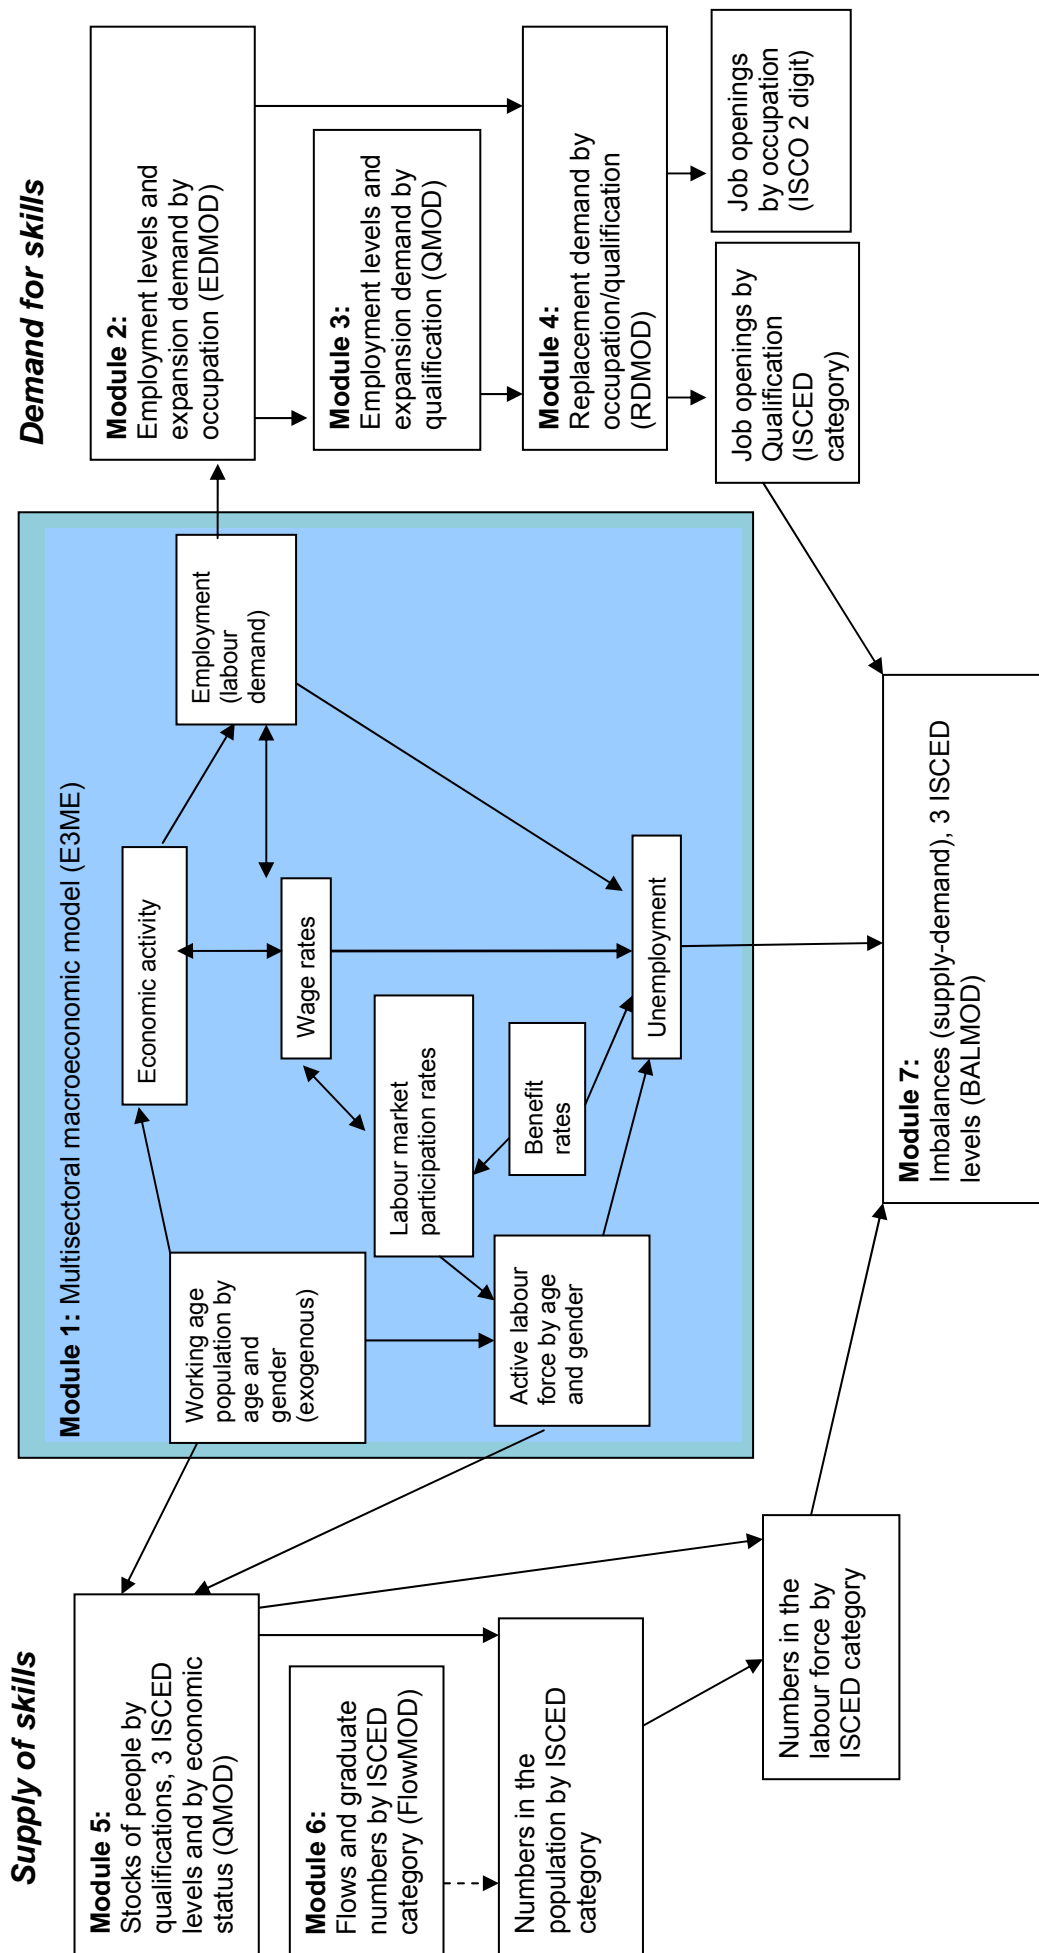 Supply of skills
Demand for skills
Module 5:
Stocks of people by
qualifications, 3 ISCED
levels and by economic
status (QMOD)
Module 6:
Flows and graduate
numbers by ISCED
category (FlowMOD)
Numbers in the
population by ISCED
category
Numbers in the
labour force by
ISCED category
Module 1: Multisectoral macroeconomic model (E3ME)
Working age
population by
age and
gender
(exogenous)
Economic activity
Employment
(labour
demand)
Wage rates
Labour market
participation rates
Benefit
rates
Active labour
force by age
and gender
Unemployment
Module 2:
Employment levels and
expansion demand by
occupation (EDMOD)
Module 3:
Employment levels and
expansion demand by
qualification (QMOD)
Module 4:
Replacement demand by
occupation/qualification
(RDMOD)
Job openings by
Qualification
(ISCED
category)
Job openings
by occupation
(ISCO 2 digit)
Module 7:
Imbalances (supply-demand), 3 ISCED
levels (BALMOD)